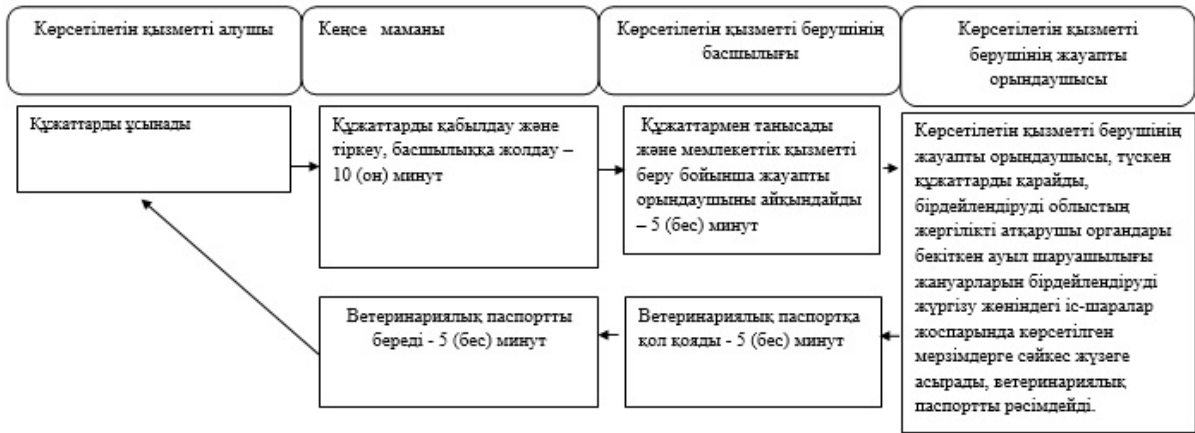 Көрсетілетін қызметті алушы
Кеңсе маманы
Көрсетілетін қызметті берушінің
басшылығы
Көрсетілетін қызметті
берушінің жауапты
орындаушысы
Құжаттарды ұсынады
Құжаттарды қабылдау және
тіркеу, басшылыққа жолдау –
10 (он) минут
Құжаттармен танысады
және мемлекеттік қызметті
беру бойынша жауапты
орындаушыны айқындайды
– 5 (бес) минут
Көрсетілетін қызметті берушінің
жауапты орындаушысы, түскен
құжаттарды қарайды,
бірдейлендіруді облыстың
жергілікті атқарушы органдары
бекіткен ауыл шаруашылығы
жануарларын бірдейлендіруді
жүргізу жөніндегі іс-шаралар
жоспарында көрсетілген
мерзімдерге сәйкес жүзеге
асырады, ветеринариялық
паспортты рәсімдейді.
Ветеринариялық паспортты
береді - 5 (бес) минут
Ветеринариялық паспортқа
қол қояды - 5 (бес) минут